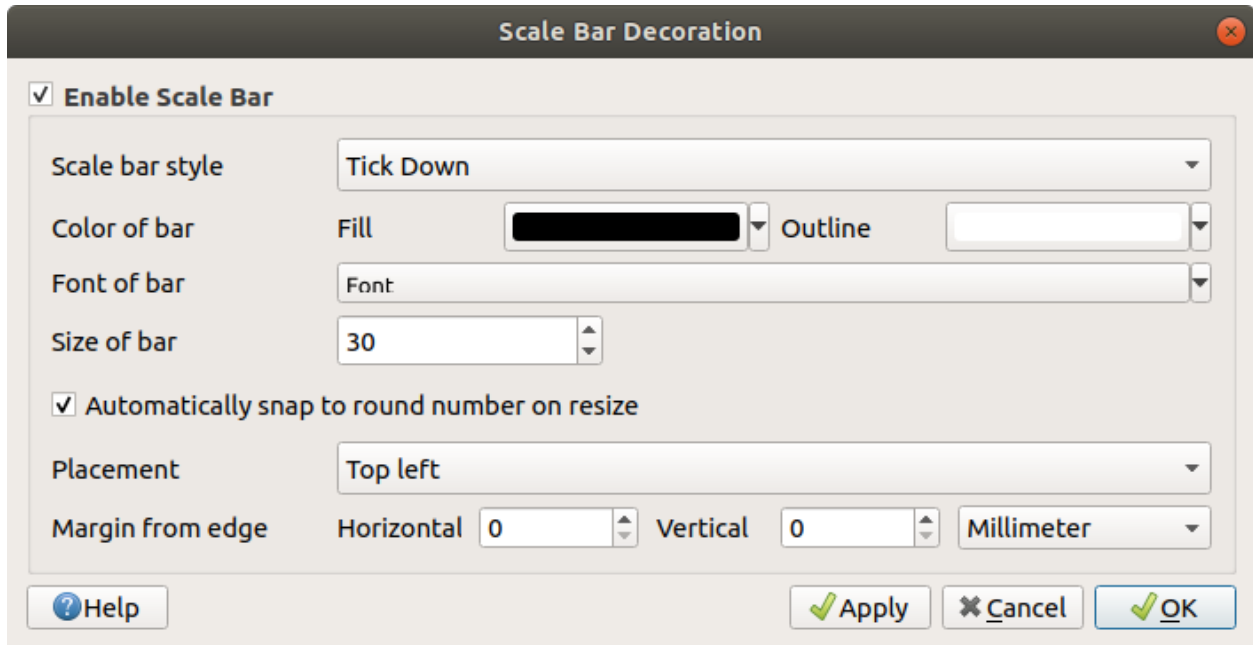 Scale Bar Decoration
Enable Scale Bar
Scale bar style Tick Down
Color of bar Fill Outline
Font of bar Font
Size of bar 30
Automatically snap to round number on resize
Placement Top left
Margin from edge Horizontal 0 Vertical 0 Millimeter
Help Apply Cancel OK